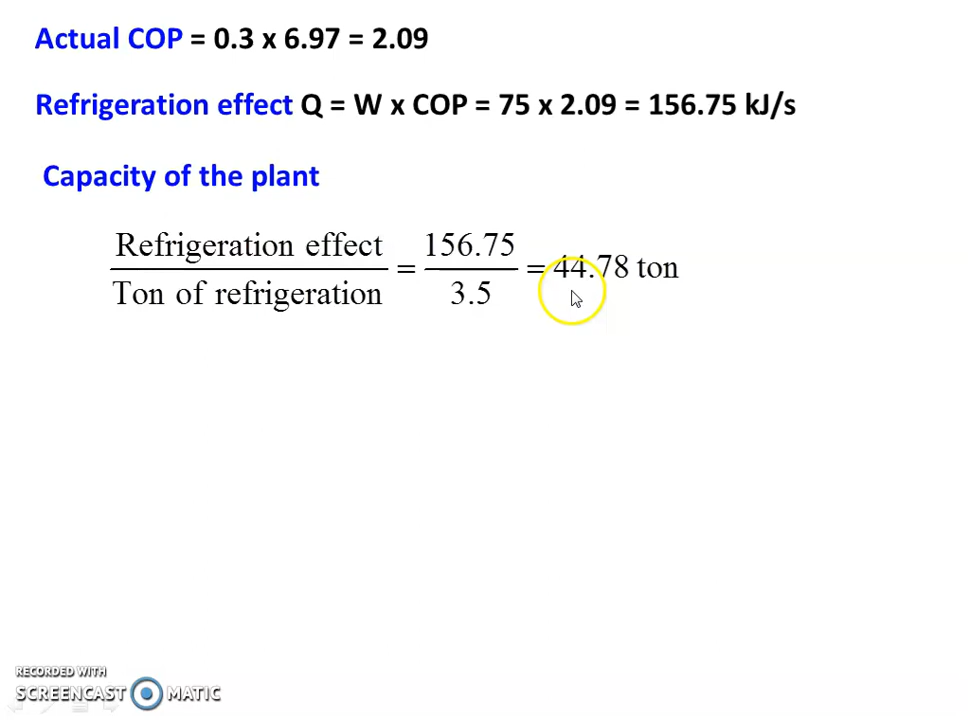 Actual COP = 0.3 x 6.97 = 2.09
Refrigeration effect Q = W x COP = 75 x 2.09 = 156.75 kJ/s
Capacity of the plant
Refrigeration effect / Ton of refrigeration = 156.75 / 3.5 = 44.78 ton
RECORDED WITH
SCREENCAST MATIC